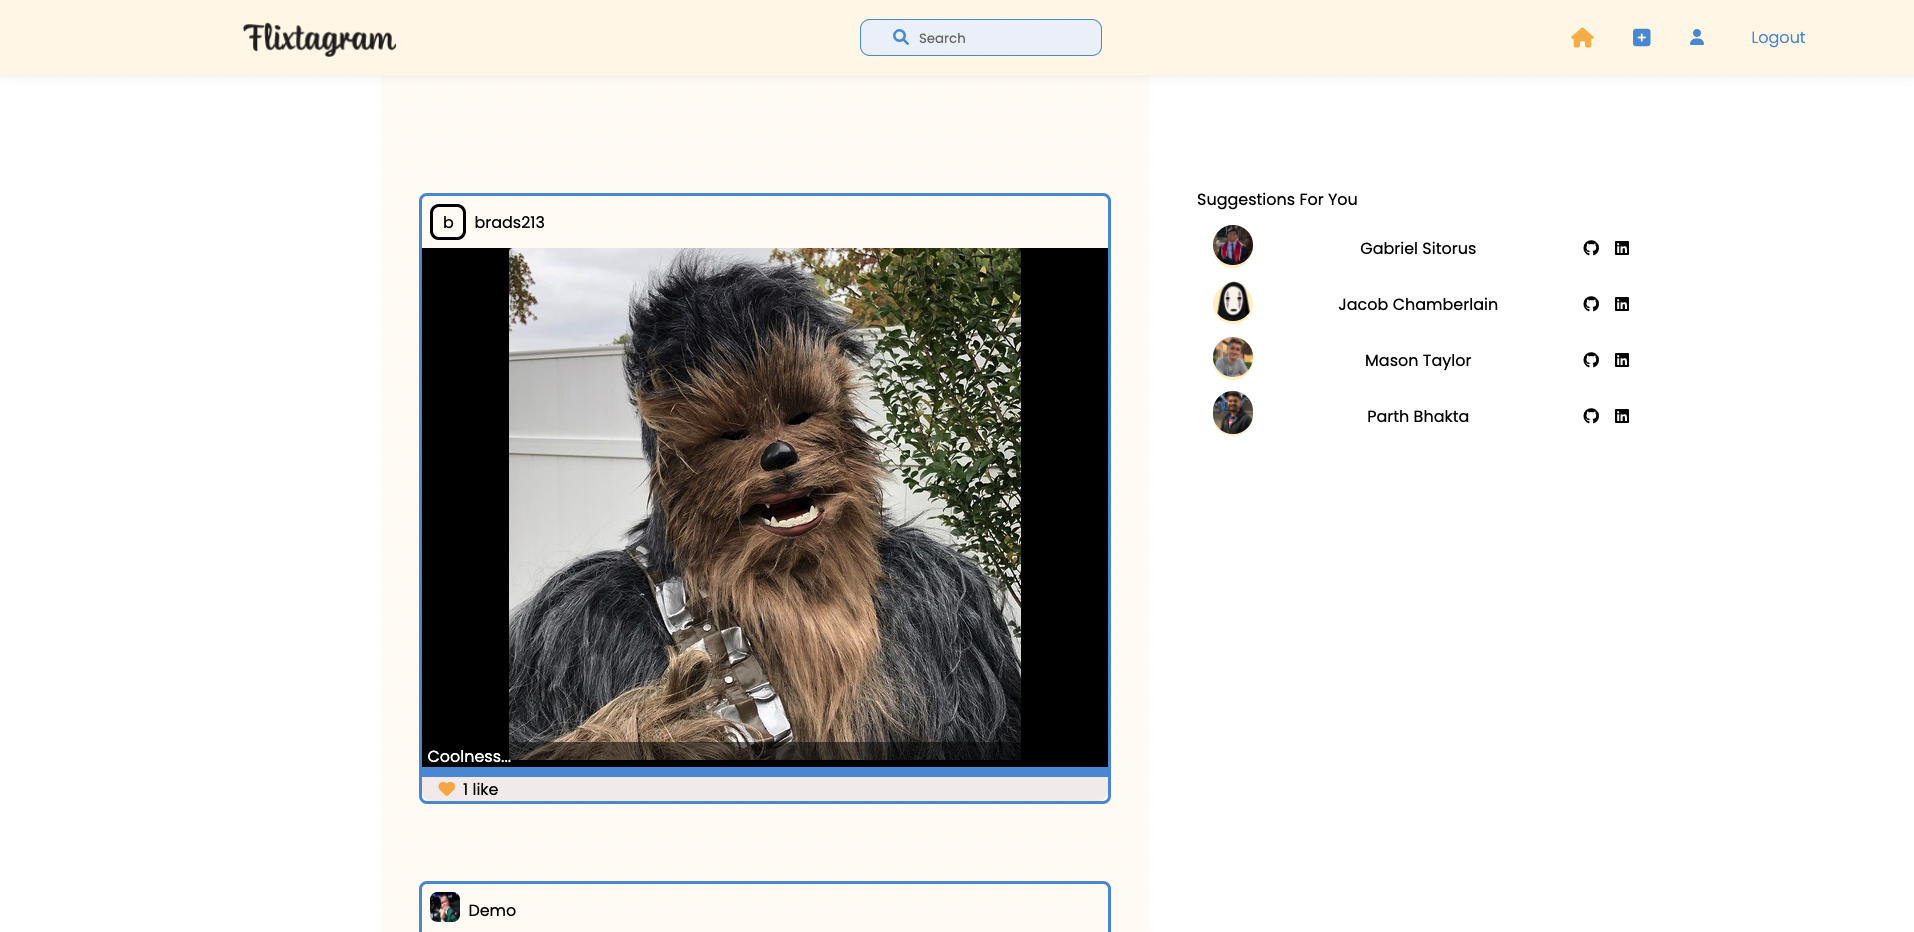 Flixtagram
Search
Logout
b
brads213
Coolness...
1 like
Demo
Suggestions For You
Gabriel Sitorus
Jacob Chamberlain
Mason Taylor
Parth Bhakta